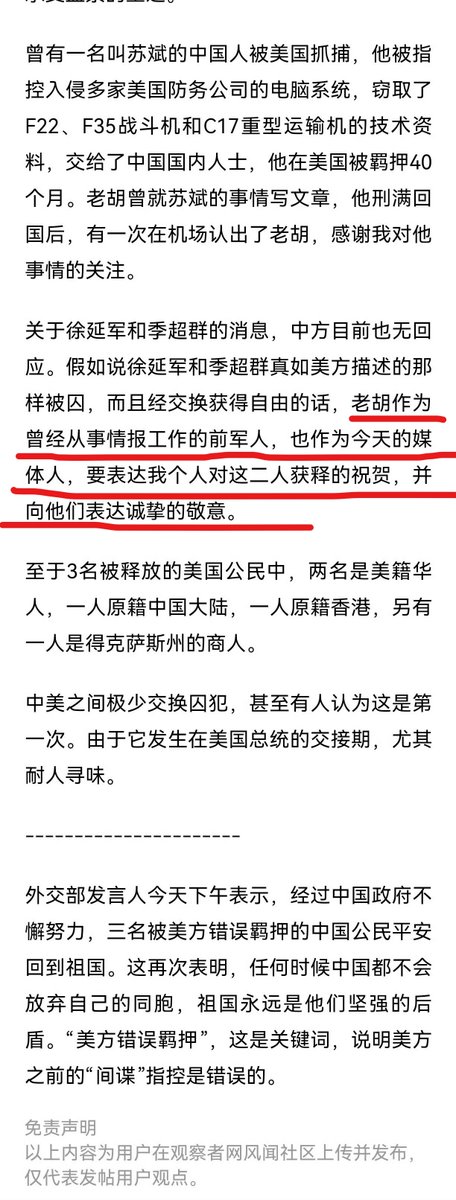 曾有一名叫苏斌的中国人被美国抓捕，他被指
控入侵多家美国防务公司的电脑系统，窃取了
F22、F35战斗机和C17重型运输机的技术资
料，交给了中国国内人士，他在美国被羁押40
个月。老胡曾就苏斌的事情写文章，他刑满回
国后，有一次在机场认出了老胡，感谢我对他
事情的关注。
关于徐延军和季超群的消息，中方目前也无回
应。假如说徐延军和季超群真如美方描述的那
样被囚，而且经交换获得自由的话，老胡作为
曾经从事情报工作的前军人，也作为今天的媒
体人，要表达我个人对这二人获释的祝贺，并
向他们表达诚挚的敬意。
至于3名被释放的美国公民中，两名是美籍华
人，一人原籍中国大陆，一人原籍香港，另有
一人是得克萨斯州的商人。
中美之间极少交换囚犯，甚至有人认为这是第
一次。由于它发生在美国总统的交接期，尤其
耐人寻味。
----------------------
外交部发言人今天下午表示，经过中国政府不
懈努力，三名被美方错误羁押的中国公民平安
回到祖国。这再次表明，任何时候中国都不会
放弃自己的同胞，祖国永远是他们坚强的后
盾。“美方错误羁押”，这是关键词，说明美方
之前的“间谍”指控是错误的。
免责声明
以上内容为用户在观察者网风闻社区上传并发布，
仅代表发帖用户观点。